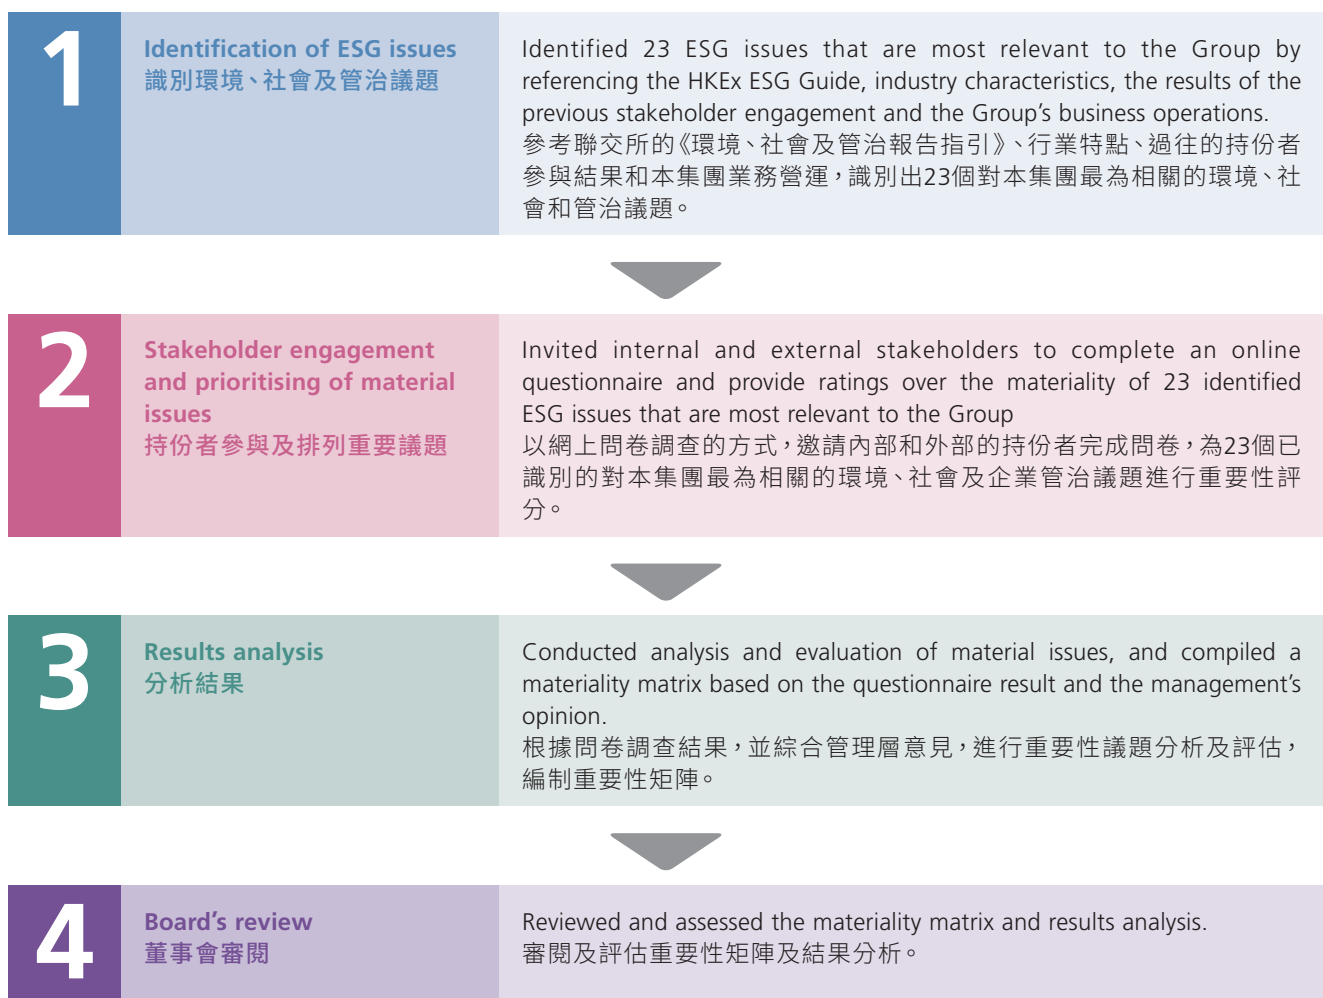 1
Identification of ESG issues
識別環境、社會及管治議題
Identified 23 ESG issues that are most relevant to the Group by
referencing the HKEx ESG Guide, industry characteristics, the results of the
previous stakeholder engagement and the Group's business operations.
參考聯交所的《環境、社會及管治報告指引》、行業特點、過往的持份者
參與結果和本集團業務營運，識別出23個對本集團最為相關的環境、社
會和管治議題。
2
Stakeholder engagement
and prioritising of material
issues
持份者參與及排列重要議題
Invited internal and external stakeholders to complete an online
questionnaire and provide ratings over the materiality of 23 identified
ESG issues that are most relevant to the Group
以網上問卷調查的方式，邀請內部和外部的持份者完成問卷，為23個已
識別的對本集團最為相關的環境、社會及企業管治議題進行重要性評
分。
3
Results analysis
分析結果
Conducted analysis and evaluation of material issues, and compiled a
materiality matrix based on the questionnaire result and the management's
opinion.
根據問卷調查結果，並綜合管理層意見，進行重要性議題分析及評估，
編制重要性矩陣。
4
Board's review
董事會審閱
Reviewed and assessed the materiality matrix and results analysis.
審閱及評估重要性矩陣及結果分析。